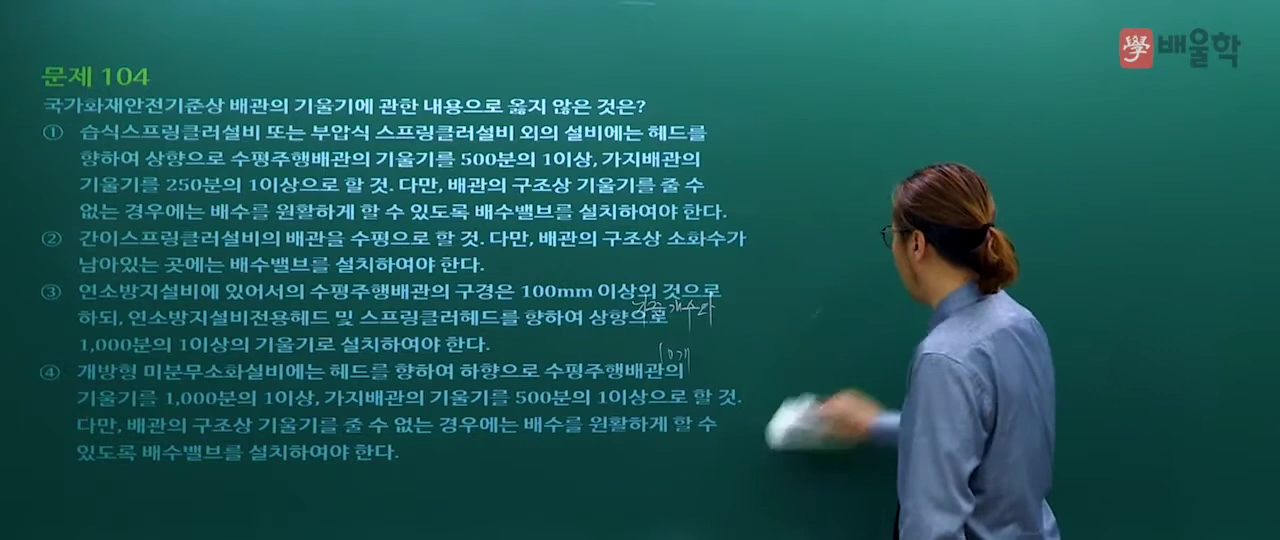 學 배울학
문제 104
국가화재안전기준상 배관의 기울기에 관한 내용으로 옳지 않은 것은?
① 습식스프링클러설비 또는 부압식 스프링클러설비 외의 설비에는 헤드를
향하여 상향으로 수평주행배관의 기울기를 500분의 1이상, 가지배관의
기울기를 250분의 1이상으로 할 것. 다만, 배관의 구조상 기울기를 줄 수
없는 경우에는 배수를 원활하게 할 수 있도록 배수밸브를 설치하여야 한다.
② 간이스프링클러설비의 배관을 수평으로 할 것. 다만, 배관의 구조상 소화수가
남아있는 곳에는 배수밸브를 설치하여야 한다.
③ 연소방지설비에 있어서의 수평주행배관의 구경은 100mm 이상의 것으로
하되, 연소방지설비전용헤드 및 스프링클러헤드를 향하여 상향으로
1,000분의 1이상의 기울기로 설치하여야 한다.
10개
④ 개방형 미분무소화설비에는 헤드를 향하여 하향으로 수평주행배관의
기울기를 1,000분의 1이상, 가지배관의 기울기를 500분의 1이상으로 할 것.
다만, 배관의 구조상 기울기를 줄 수 없는 경우에는 배수를 원활하게 할 수
있도록 배수밸브를 설치하여야 한다.